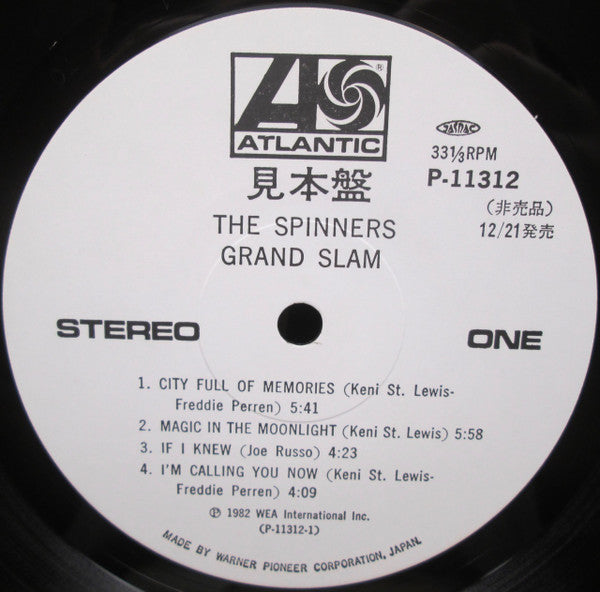 ATLANTIC
®
見本盤
THE SPINNERS
GRAND SLAM
JASRAC
33⅓RPM
P-11312
(非売品)
12/21発売
STEREO
ONE
1. CITY FULL OF MEMORIES (Keni St. Lewis-
Freddie Perren) 5:41
2. MAGIC IN THE MOONLIGHT (Keni St. Lewis) 5:58
3. IF I KNEW (Joe Russo) 4:23
4. I'M CALLING YOU NOW (Keni St. Lewis-
Freddie Perren) 4:09
℗ 1982 WEA International Inc.
(P-11312-1)
MADE BY WARNER PIONEER CORPORATION, JAPAN.